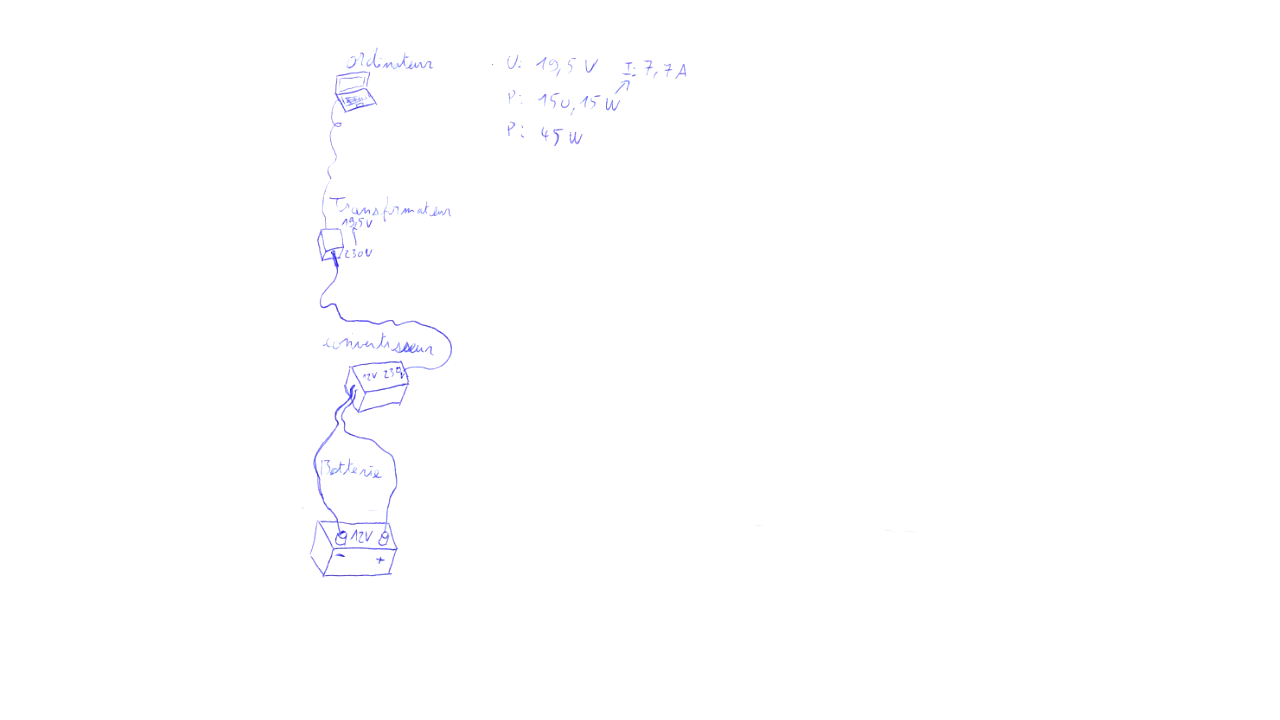 ordinateur
U: 19,5 V I: 7,7 A
P: 150,15 W
P: 45 W
Transformateur
19,5V
230V
convertisseur
12V 230
Batterie
12V
- +